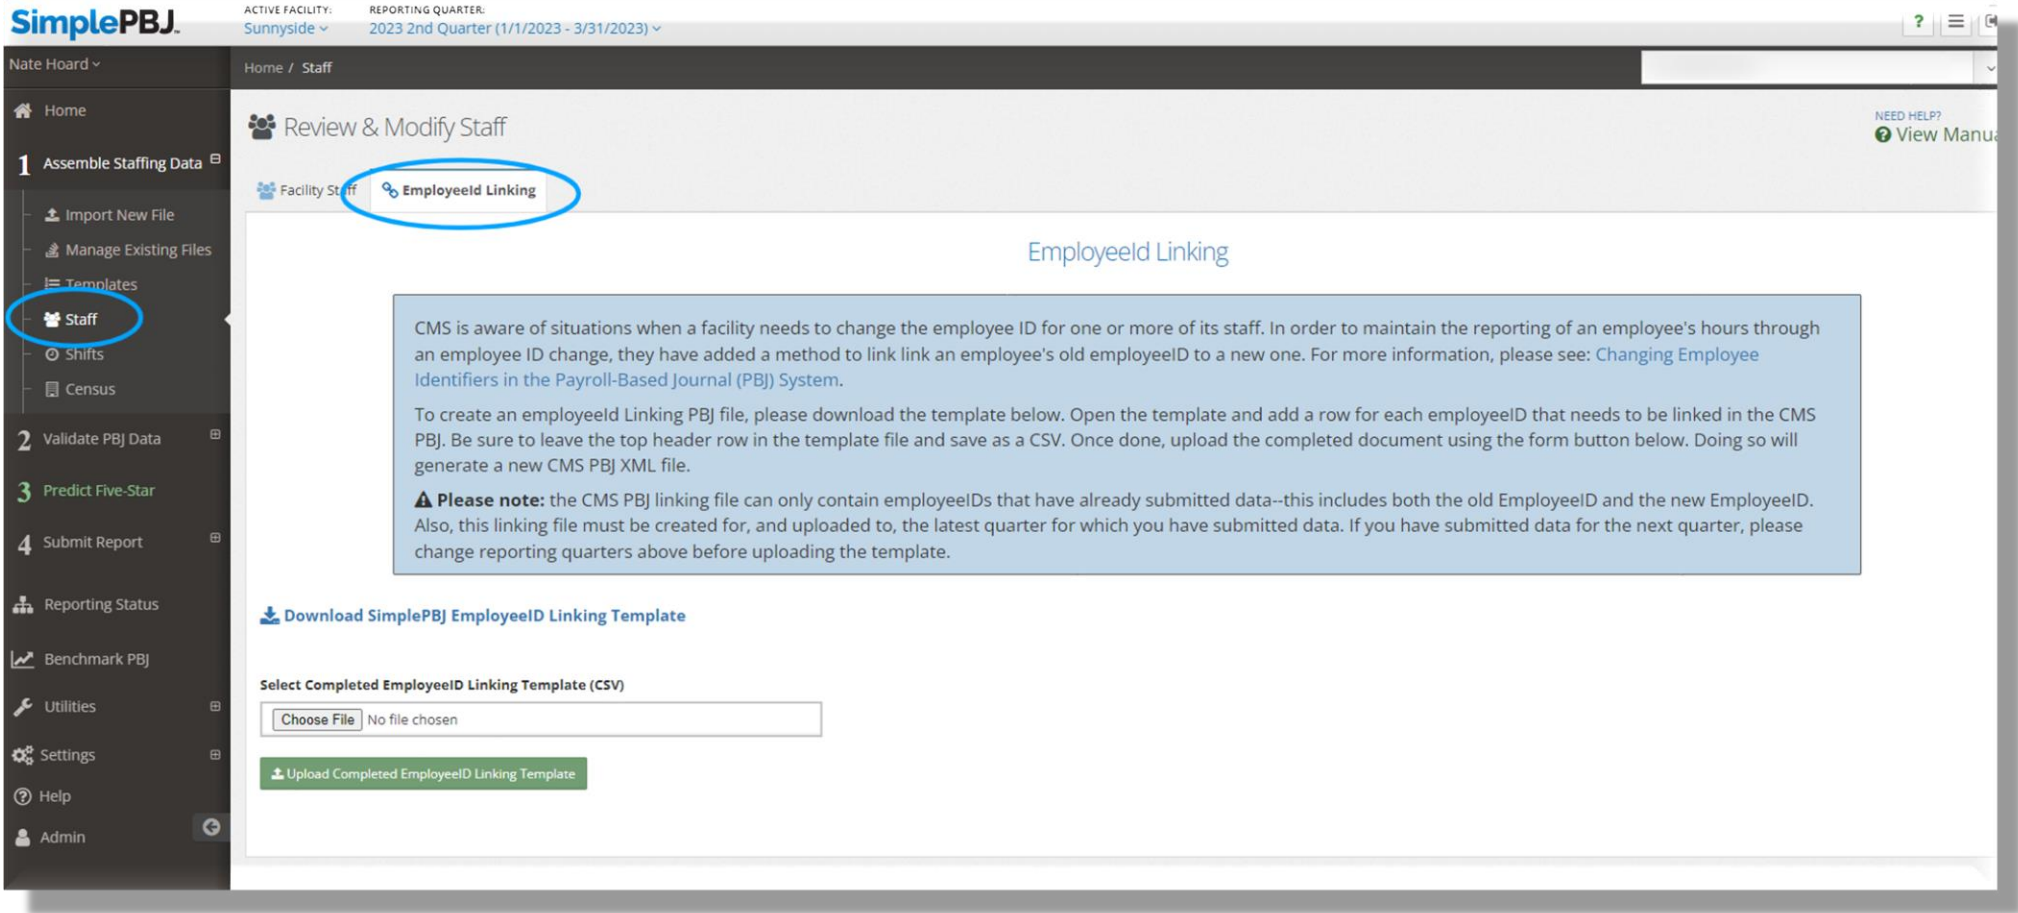 SimplePBJ.
ACTIVE FACILITY:
REPORTING QUARTER:
Sunnyside
2023 2nd Quarter (1/1/2023 - 3/31/2023)
?
Nate Hoard
Home / Staff
Home
1 Assemble Staffing Data
Import New File
Manage Existing Files
Templates
Staff
Shifts
Census
2 Validate PBJ Data
3 Predict Five-Star
4 Submit Report
Reporting Status
Benchmark PBJ
Utilities
Settings
Help
Admin
Review & Modify Staff
NEED HELP?
View Manua
Facility Staff
EmployeeId Linking
EmployeeId Linking
CMS is aware of situations when a facility needs to change the employee ID for one or more of its staff. In order to maintain the reporting of an employee's hours through
an employee ID change, they have added a method to link link an employee's old employeeID to a new one. For more information, please see: Changing Employee
Identifiers in the Payroll-Based Journal (PBJ) System.
To create an employeeId Linking PBJ file, please download the template below. Open the template and add a row for each employeeID that needs to be linked in the CMS
PBJ. Be sure to leave the top header row in the template file and save as a CSV. Once done, upload the completed document using the form button below. Doing so will
generate a new CMS PBJ XML file.
Please note: the CMS PBJ linking file can only contain employeeIDs that have already submitted data--this includes both the old EmployeeID and the new EmployeeID.
Also, this linking file must be created for, and uploaded to, the latest quarter for which you have submitted data. If you have submitted data for the next quarter, please
change reporting quarters above before uploading the template.
Download SimplePBJ EmployeeID Linking Template
Select Completed EmployeeID Linking Template (CSV)
Choose File No file chosen
Upload Completed EmployeeID Linking Template